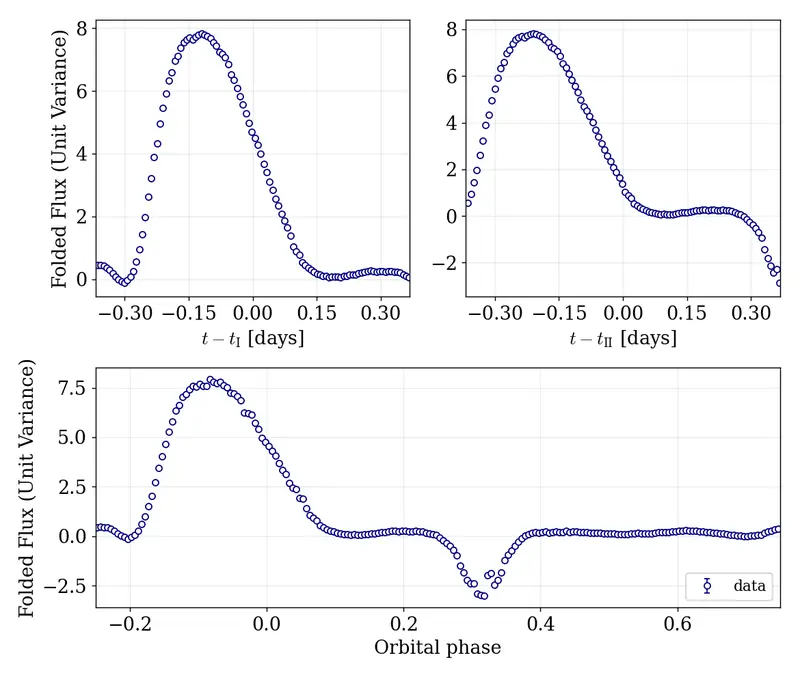 8
6
4
2
0
Folded Flux (Unit Variance)
−0.30 −0.15 0.00 0.15 0.30
t − tI [days]
8
6
4
2
0
−2
−0.30 −0.15 0.00 0.15 0.30
t − tII [days]
7.5
5.0
2.5
0.0
−2.5
Folded Flux (Unit Variance)
data
−0.2 0.0 0.2 0.4 0.6
Orbital phase